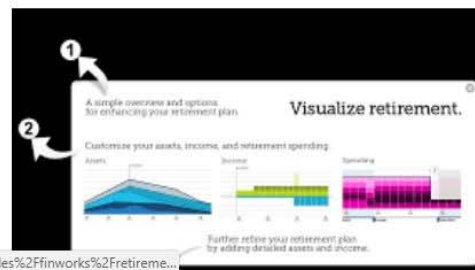 1
A simple overview and options
for enhancing your retirement plan.
Visualize retirement.
2
Customize your assets, income, and retirement spending.
Assets
Income
Spending
Further refine your retirement plan
by adding detailed assets and income.
les%2Ffinworks%2Fretireme...